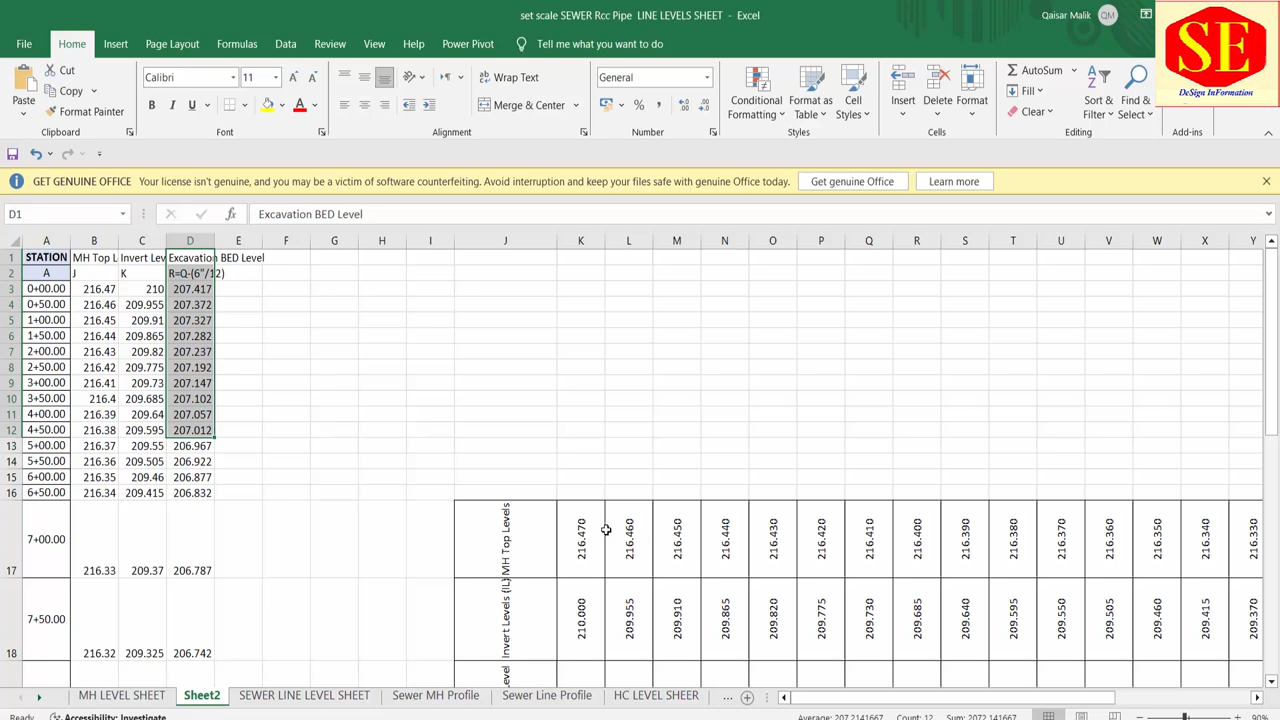 set scale SEWER Rcc Pipe LINE LEVELS SHEET - Excel
Qaisar Malik QM
SE
DeSign InFormation
File Home Insert Page Layout Formulas Data Review View Help Power Pivot Tell me what you want to do
Paste Cut Copy Format Painter Clipboard
Calibri 11 B I U Font
Wrap Text Merge & Center Alignment
General % , Number
Conditional Formatting Format as Table Cell Styles Styles
Insert Delete Format Cells
AutoSum Fill Clear Sort & Filter Find & Select Editing
Add-ins
GET GENUINE OFFICE Your license isn't genuine, and you may be a victim of software counterfeiting. Avoid interruption and keep your files safe with genuine Office today. Get genuine Office Learn more
D1 fx Excavation BED Level
A B C D E F G H I J K L M N O P Q R S T U V W X Y
1 STATION MH Top L Invert Lev Excavation BED Level
2 A J K R=Q-(6"/12)
3 0+00.00 216.47 210 207.417
4 0+50.00 216.46 209.955 207.372
5 1+00.00 216.45 209.91 207.327
6 1+50.00 216.44 209.865 207.282
7 2+00.00 216.43 209.82 207.237
8 2+50.00 216.42 209.775 207.192
9 3+00.00 216.41 209.73 207.147
10 3+50.00 216.4 209.685 207.102
11 4+00.00 216.39 209.64 207.057
12 4+50.00 216.38 209.595 207.012
13 5+00.00 216.37 209.55 206.967
14 5+50.00 216.36 209.505 206.922
15 6+00.00 216.35 209.46 206.877
16 6+50.00 216.34 209.415 206.832
17 7+00.00 216.33 209.37 206.787 MH Top Levels 216.470 216.460 216.450 216.440 216.430 216.420 216.410 216.400 216.390 216.380 216.370 216.360 216.350 216.340 216.330
18 7+50.00 216.32 209.325 206.742 Invert Levels (IL) 210.000 209.955 209.910 209.865 209.820 209.775 209.730 209.685 209.640 209.595 209.550 209.505 209.460 209.415 209.370
Level
MH LEVEL SHEET Sheet2 SEWER LINE LEVEL SHEET Sewer MH Profile Sewer Line Profile HC LEVEL SHEER ...
Ready Accessibility: Investigate Average: 207.2141667 Count: 12 Sum: 2072.141667 90%